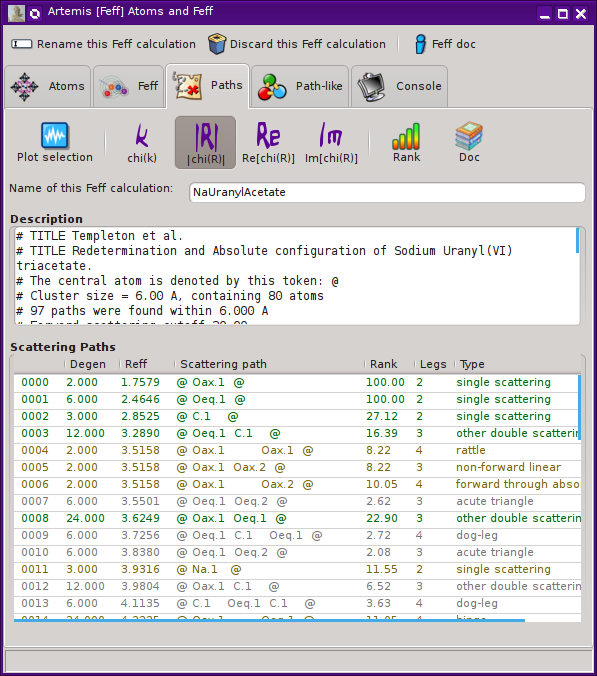 Artemis [Feff] Atoms and Feff
Rename this Feff calculation Discard this Feff calculation Feff doc
Atoms Feff Paths Path-like Console
k |R| Re Im
Plot selection chi(k) |chi(R)| Re[chi(R)] Im[chi(R)] Rank Doc
Name of this Feff calculation: NaUranylAcetate
Description
# TITLE Templeton et al.
# TITLE Redetermination and Absolute configuration of Sodium Uranyl(VI)
triacetate.
# The central atom is denoted by this token: @
# Cluster size = 6.00 A, containing 80 atoms
# 97 paths were found within 6.000 A
Scattering Paths
Degen Reff Scattering path Rank Legs Type
0000 2.000 1.7579 @ Oax.1 @ 100.00 2 single scattering
0001 6.000 2.4646 @ Oeq.1 @ 100.00 2 single scattering
0002 3.000 2.8525 @ C.1 @ 27.12 2 single scattering
0003 12.000 3.2890 @ Oeq.1 C.1 @ 16.39 3 other double scatterin
0004 2.000 3.5158 @ Oax.1 Oax.1 @ 8.22 4 rattle
0005 2.000 3.5158 @ Oax.1 Oax.2 @ 8.22 3 non-forward linear
0006 2.000 3.5158 @ Oax.1 Oax.2 @ 10.05 4 forward through abso
0007 6.000 3.5501 @ Oeq.1 Oeq.2 @ 2.62 3 acute triangle
0008 24.000 3.6249 @ Oax.1 Oeq.1 @ 22.90 3 other double scatterin
0009 6.000 3.7256 @ Oeq.1 C.1 Oeq.1 @ 2.72 4 dog-leg
0010 6.000 3.8380 @ Oeq.1 Oeq.2 @ 2.08 3 acute triangle
0011 3.000 3.9316 @ Na.1 @ 11.55 2 single scattering
0012 12.000 3.9804 @ Oax.1 C.1 @ 6.52 3 other double scatterin
0013 6.000 4.1135 @ C.1 Oeq.1 C.1 @ 3.63 4 dog-leg